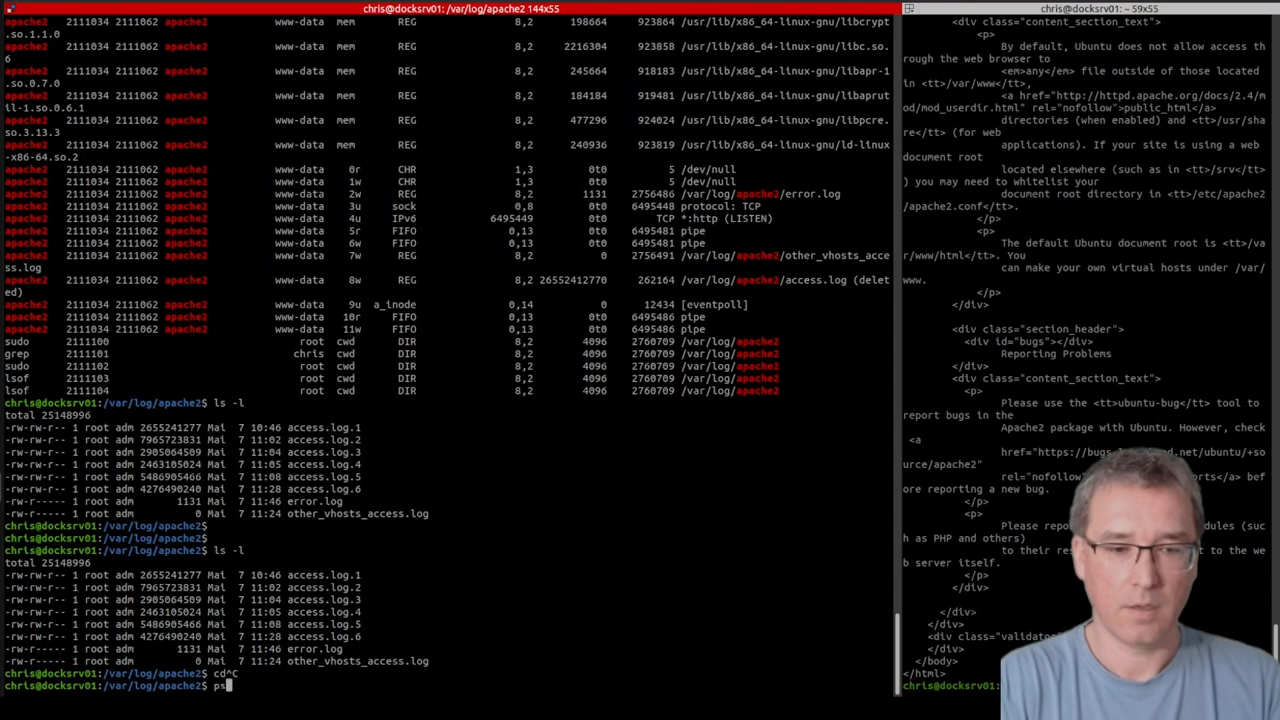 chris@docksrv01: /var/log/apache2 144x55
apache2 2111034 2111062 apache2 www-data mem REG 8,2 198664 923864 /usr/lib/x86_64-linux-gnu/libcrypt
.so.1.1.0
apache2 2111034 2111062 apache2 www-data mem REG 8,2 2216304 923858 /usr/lib/x86_64-linux-gnu/libc.so.
6
apache2 2111034 2111062 apache2 www-data mem REG 8,2 245664 918183 /usr/lib/x86_64-linux-gnu/libapr-1
.so.0.7.0
apache2 2111034 2111062 apache2 www-data mem REG 8,2 184184 919481 /usr/lib/x86_64-linux-gnu/libaprut
il-1.so.0.6.1
apache2 2111034 2111062 apache2 www-data mem REG 8,2 477296 924024 /usr/lib/x86_64-linux-gnu/libpcre.
so.3.13.3
apache2 2111034 2111062 apache2 www-data mem REG 8,2 240936 923819 /usr/lib/x86_64-linux-gnu/ld-linux
-x86-64.so.2
apache2 2111034 2111062 apache2 www-data 0r CHR 1,3 0t0 5 /dev/null
apache2 2111034 2111062 apache2 www-data 1w CHR 1,3 0t0 5 /dev/null
apache2 2111034 2111062 apache2 www-data 2w REG 8,2 1131 2756486 /var/log/apache2/error.log
apache2 2111034 2111062 apache2 www-data 3u sock 0,8 0t0 6495448 protocol: TCP
apache2 2111034 2111062 apache2 www-data 4u IPv6 6495449 0t0 TCP *:http (LISTEN)
apache2 2111034 2111062 apache2 www-data 5r FIFO 0,13 0t0 6495481 pipe
apache2 2111034 2111062 apache2 www-data 6w FIFO 0,13 0t0 6495481 pipe
apache2 2111034 2111062 apache2 www-data 7w REG 8,2 0 2756491 /var/log/apache2/other_vhosts_acce
ss.log
apache2 2111034 2111062 apache2 www-data 8w REG 8,2 26552412770 262164 /var/log/apache2/access.log (delet
ed)
apache2 2111034 2111062 apache2 www-data 9u a_inode 0,14 0 12434 [eventpoll]
apache2 2111034 2111062 apache2 www-data 10r FIFO 0,13 0t0 6495482 pipe
apache2 2111034 2111062 apache2 www-data 11w FIFO 0,13 0t0 6495482 pipe
sudo 2111100 root cwd DIR 8,2 4096 2760709 /var/log/apache2
grep 2111101 chris cwd DIR 8,2 4096 2760709 /var/log/apache2
sudo 2111102 root cwd DIR 8,2 4096 2760709 /var/log/apache2
lsof 2111103 root cwd DIR 8,2 4096 2760709 /var/log/apache2
lsof 2111104 root cwd DIR 8,2 4096 2760709 /var/log/apache2
chris@docksrv01:/var/log/apache2$ ls -l
total 25148996
-rw-rw-r-- 1 root adm 2655241277 Mai 7 10:46 access.log.1
-rw-rw-r-- 1 root adm 7965723831 Mai 7 11:02 access.log.2
-rw-rw-r-- 1 root adm 2905064509 Mai 7 11:04 access.log.3
-rw-rw-r-- 1 root adm 2463105024 Mai 7 11:05 access.log.4
-rw-rw-r-- 1 root adm 5486905466 Mai 7 11:08 access.log.5
-rw-rw-r-- 1 root adm 4276490240 Mai 7 11:28 access.log.6
-rw-r----- 1 root adm 1131 Mai 7 11:46 error.log
-rw-r----- 1 root adm 0 Mai 7 11:24 other_vhosts_access.log
chris@docksrv01:/var/log/apache2$
chris@docksrv01:/var/log/apache2$
chris@docksrv01:/var/log/apache2$ ls -l
total 25148996
-rw-rw-r-- 1 root adm 2655241277 Mai 7 10:46 access.log.1
-rw-rw-r-- 1 root adm 7965723831 Mai 7 11:02 access.log.2
-rw-rw-r-- 1 root adm 2905064509 Mai 7 11:04 access.log.3
-rw-rw-r-- 1 root adm 2463105024 Mai 7 11:05 access.log.4
-rw-rw-r-- 1 root adm 5486905466 Mai 7 11:08 access.log.5
-rw-rw-r-- 1 root adm 4276490240 Mai 7 11:28 access.log.6
-rw-r----- 1 root adm 1131 Mai 7 11:46 error.log
-rw-r----- 1 root adm 0 Mai 7 11:24 other_vhosts_access.log
chris@docksrv01:/var/log/apache2$ cd^C
chris@docksrv01:/var/log/apache2$ ps
chris@docksrv01: ~ 59x55
<div class="content_section_text">
<p>
By default, Ubuntu does not allow access th
rough the web browser to
<em>any</em> file outside of those located
in <tt>/var/www</tt>,
<a href="http://httpd.apache.org/docs/2.4/
mod/mod_userdir.html" rel="nofollow">public_html</a>
directories (when enabled) and <tt>/usr/sha
re</tt> (for web
applications). If your site is using a web
document root
located elsewhere (such as in <tt>/srv</tt>
) you may need to whitelist your
document root directory in <tt>/etc/apache2
/apache2.conf</tt>.
</p>
<p>
The default Ubuntu document root is <tt>/va
r/www/html</tt>. You
can make your own virtual hosts under /var/
www.
</p>
</div>
<div class="section_header">
<div id="bugs"></div>
Reporting Problems
</div>
<div class="content_section_text">
<p>
Please use the <tt>ubuntu-bug</tt> tool to
report bugs in the
Apache2 package with Ubuntu. However, check
<a
href="https://bugs.l d.net/ubuntu/+so
urce/apache2"
rel="nofollow" orts</a> bef
ore reporting a new bug.
</p>
<p>
Please repo dules (suc
h as PHP and others)
to their res t to the we
b server itself.
</p>
</div>
</div>
</div>
<div class="validator
</body>
</html>
chris@docksrv01: